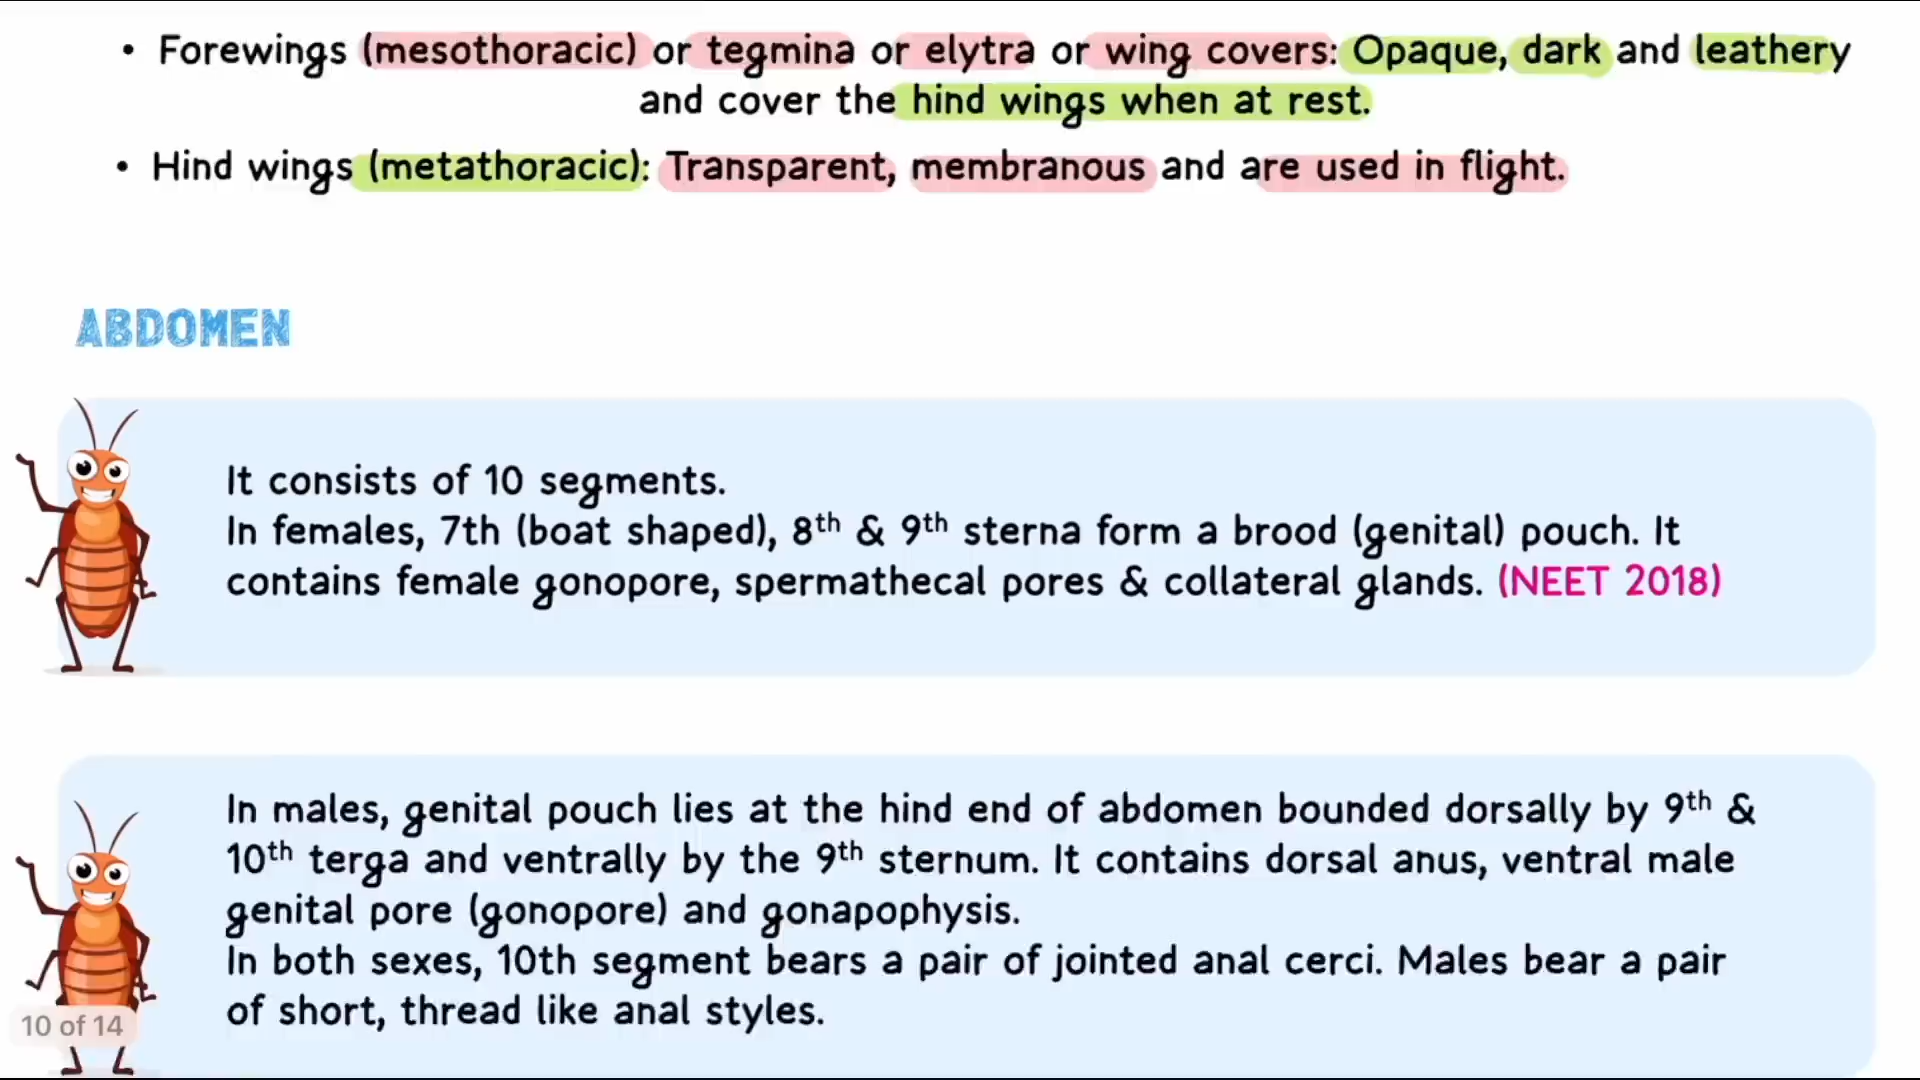 • Forewings (mesothoracic) or tegmina or elytra or wing covers: Opaque, dark and leathery
and cover the hind wings when at rest.
• Hind wings (metathoracic): Transparent, membranous and are used in flight.
ABDOMEN
It consists of 10 segments.
In females, 7th (boat shaped), 8th & 9th sterna form a brood (genital) pouch. It
contains female gonopore, spermathecal pores & collateral glands. (NEET 2018)
In males, genital pouch lies at the hind end of abdomen bounded dorsally by 9th &
10th terga and ventrally by the 9th sternum. It contains dorsal anus, ventral male
genital pore (gonopore) and gonapophysis.
In both sexes, 10th segment bears a pair of jointed anal cerci. Males bear a pair
of short, thread like anal styles.
10 of 14